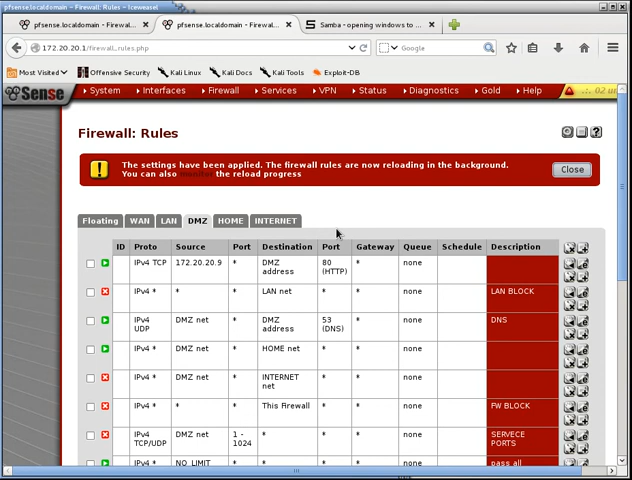 pfsense.localdomain - Firewall: Rules - Iceweasel
pfsense.localdomain - Firewall: Rul...
pfsense.localdomain - Firewall: Rul...
Samba - opening windows to ...
172.20.20.1/firewall_rules.php
Google
Most Visited
Offensive Security
Kali Linux
Kali Docs
Kali Tools
Exploit-DB
Sense
System
Interfaces
Firewall
Services
VPN
Status
Diagnostics
Gold
Help
Firewall: Rules
The settings have been applied. The firewall rules are now reloading in the background.
You can also monitor the reload progress
Close
Floating
WAN
LAN
DMZ
HOME
INTERNET
ID Proto Source Port Destination Port Gateway Queue Schedule Description
IPv4 TCP 172.20.20.9 * DMZ address 80 (HTTP) * none
IPv4 * * * LAN net * * none LAN BLOCK
IPv4 UDP DMZ net * DMZ address 53 (DNS) * none DNS
IPv4 * DMZ net * HOME net * * none
IPv4 * DMZ net * INTERNET net * * none
IPv4 * * * This Firewall * * none FW BLOCK
IPv4 TCP/UDP DMZ net 1 - 1024 * * * none SERVECE PORTS
IPv4 * NO_LIMIT * * * * none pass all